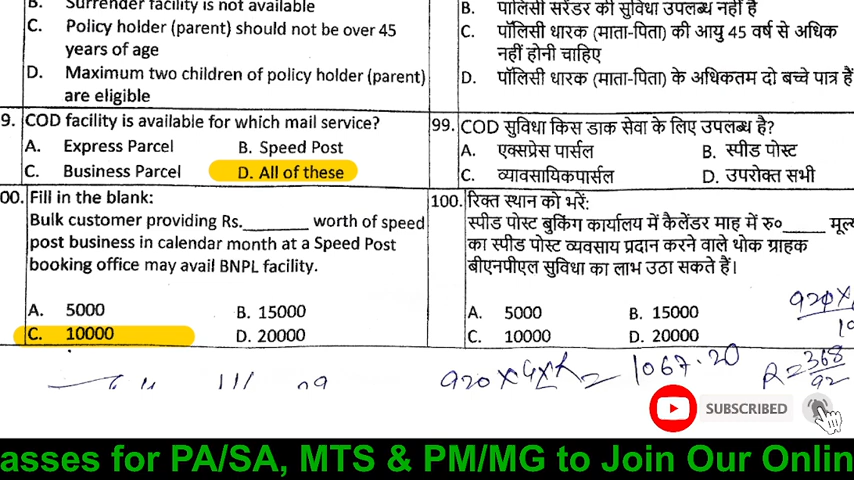 B. Surrender facility is not available
C. Policy holder (parent) should not be over 45
years of age
D. Maximum two children of policy holder (parent)
are eligible
9. COD facility is available for which mail service?
A. Express Parcel B. Speed Post
C. Business Parcel D. All of these
00. Fill in the blank:
Bulk customer providing Rs.________ worth of speed
post business in calendar month at a Speed Post
booking office may avail BNPL facility.
A. 5000 B. 15000
C. 10000 D. 20000
B. पॉलिसी सरेंडर की सुविधा उपलब्ध नहीं है
C. पॉलिसी धारक (माता-पिता) की आयु 45 वर्ष से अधिक
नहीं होनी चाहिए
D. पॉलिसी धारक (माता-पिता) के अधिकतम दो बच्चे पात्र हैं
99. COD सुविधा किस डाक सेवा के लिए उपलब्ध है?
A. एक्सप्रेस पार्सल B. स्पीड पोस्ट
C. व्यावसायिकपार्सल D. उपरोक्त सभी
100. रिक्त स्थान को भरें:
स्पीड पोस्ट बुकिंग कार्यालय में कैलेंडर माह में रु०_____ मूल्
का स्पीड पोस्ट व्यवसाय प्रदान करने वाले थोक ग्राहक
बीएनपीएल सुविधा का लाभ उठा सकते हैं।
A. 5000 B. 15000
C. 10000 D. 20000
920×4×R = 1067.20
R = 368/92
SUBSCRIBED
asses for PA/SA, MTS & PM/MG to Join Our Onlin